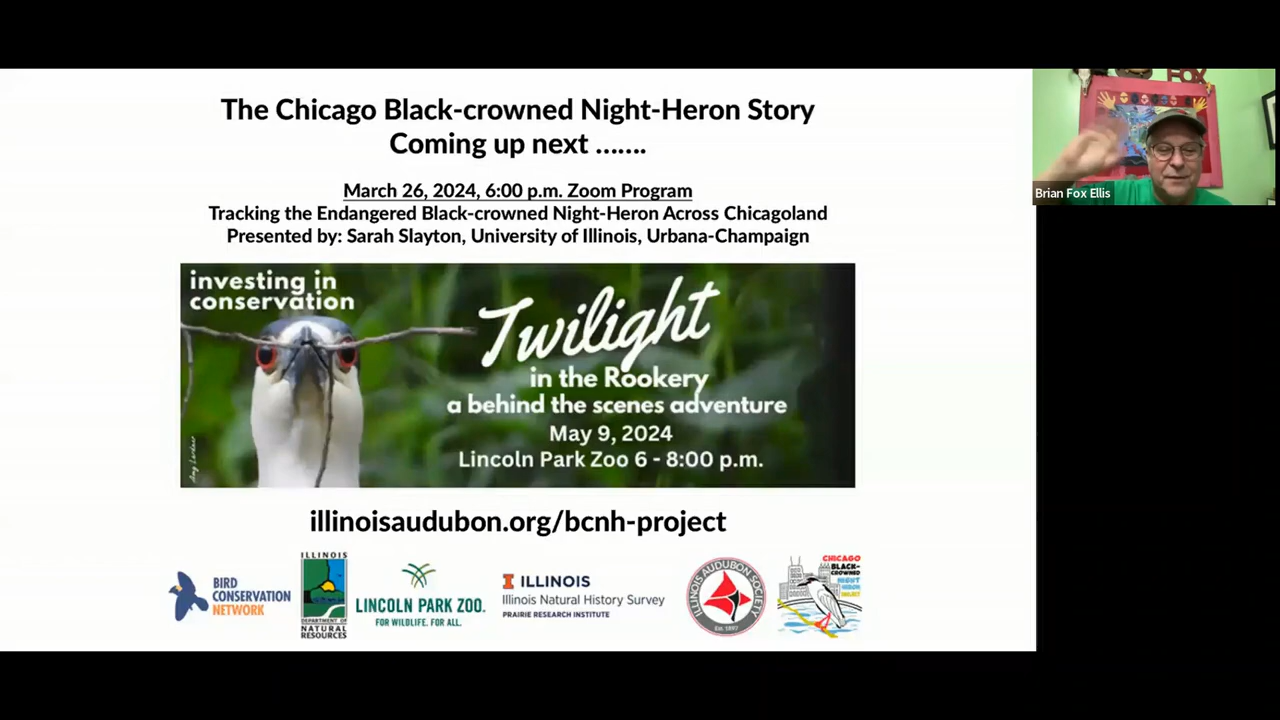 The Chicago Black-crowned Night-Heron Story
Coming up next .......
March 26, 2024, 6:00 p.m. Zoom Program
Tracking the Endangered Black-crowned Night-Heron Across Chicagoland
Presented by: Sarah Slayton, University of Illinois, Urbana-Champaign
investing in
conservation
Twilight
in the Rookery
a behind the scenes adventure
May 9, 2024
Lincoln Park Zoo 6 - 8:00 p.m.
illinoisaudubon.org/bcnh-project
BIRD
CONSERVATION
NETWORK
ILLINOIS
DEPARTMENT OF
NATURAL
RESOURCES
LINCOLN PARK ZOO.
FOR WILDLIFE. FOR ALL.
I ILLINOIS
Illinois Natural History Survey
PRAIRIE RESEARCH INSTITUTE
ILLINOIS AUDUBON SOCIETY
Est. 1897
CHICAGO
BLACK-
CROWNED
NIGHT
HERON
PROJECT
FOX
Brian Fox Ellis